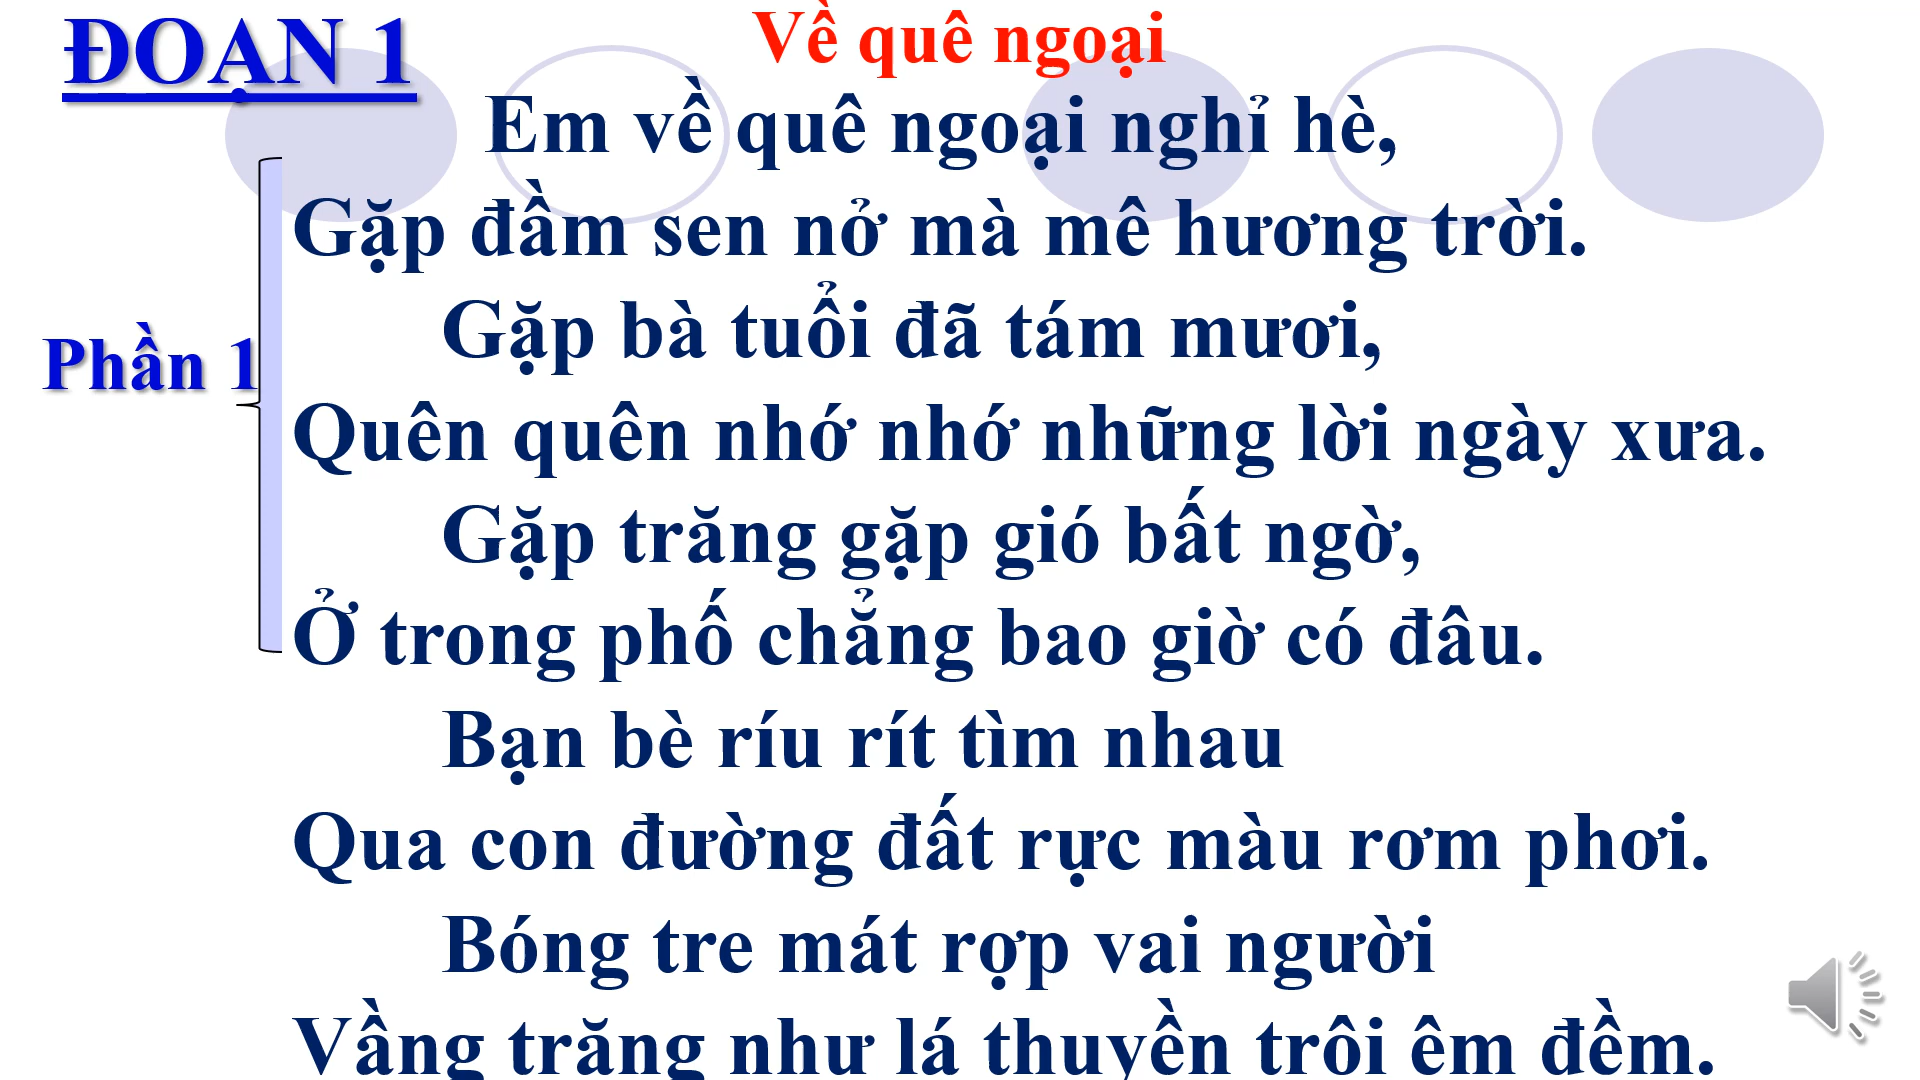 ĐOẠN 1
Về quê ngoại
Em về quê ngoại nghỉ hè,
Gặp đầm sen nở mà mê hương trời.
Gặp bà tuổi đã tám mươi,
Phần 1
Quên quên nhớ nhớ những lời ngày xưa.
Gặp trăng gặp gió bất ngờ,
Ở trong phố chẳng bao giờ có đâu.
Bạn bè ríu rít tìm nhau
Qua con đường đất rực màu rơm phơi.
Bóng tre mát rợp vai người
Vầng trăng như lá thuyền trôi êm đềm.